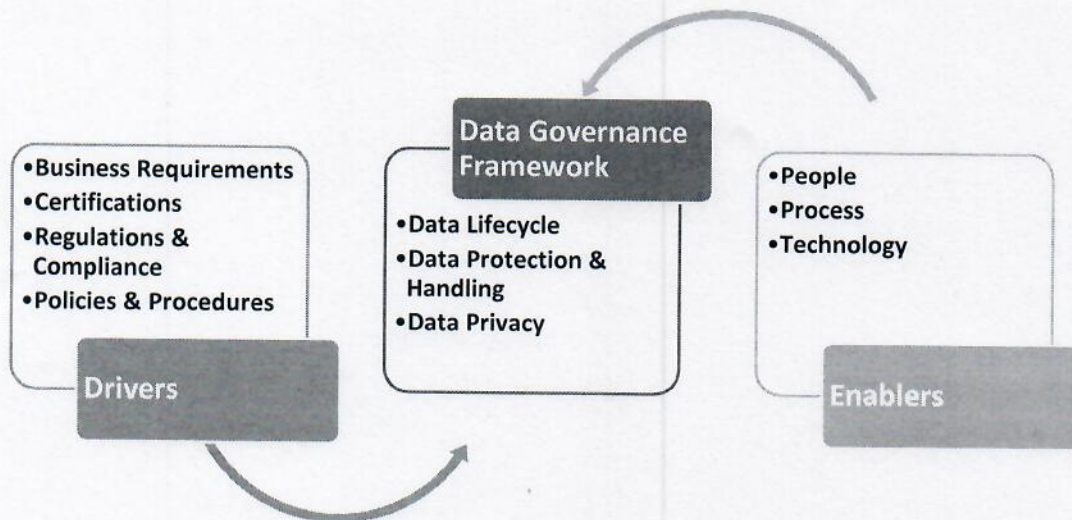 •Business Requirements
•Certifications
•Regulations &
Compliance
•Policies & Procedures
Drivers
Data Governance
Framework
•Data Lifecycle
•Data Protection &
Handling
•Data Privacy
•People
•Process
•Technology
Enablers